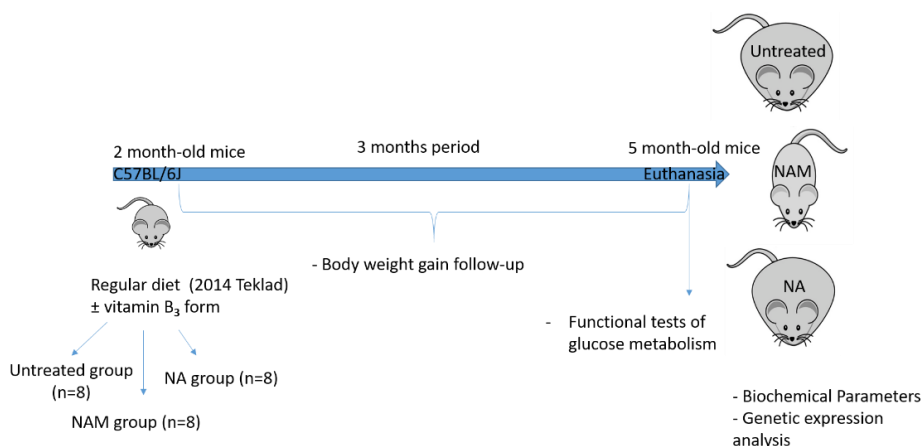 Untreated
2 month-old mice
3 months period
5 month-old mice
C57BL/6J
Euthanasia
NAM
- Body weight gain follow-up
Regular diet  (2014 Teklad)
± vitamin B₃ form
NA
-   Functional tests of
glucose metabolism
Untreated group
(n=8)
NA group (n=8)
NAM group (n=8)
- Biochemical Parameters
- Genetic expression
analysis